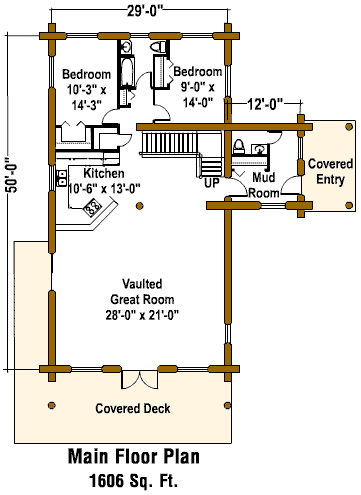 29'-0"
Bedroom
10'-3" x
14'-3"
Bedroom
9'-0" x
14'-0"
12'-0"
50'-0"
Covered
Entry
Kitchen
10'-6" x 13'-0"
UP
Mud
Room
Vaulted
Great Room
28'-0" x 21'-0"
Covered Deck
Main Floor Plan
1606 Sq. Ft.